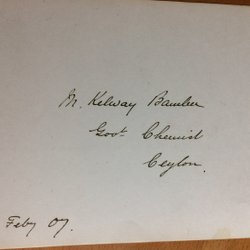 M. Kelway Bamber
Govt Chemist
Ceylon.
Feby 07.